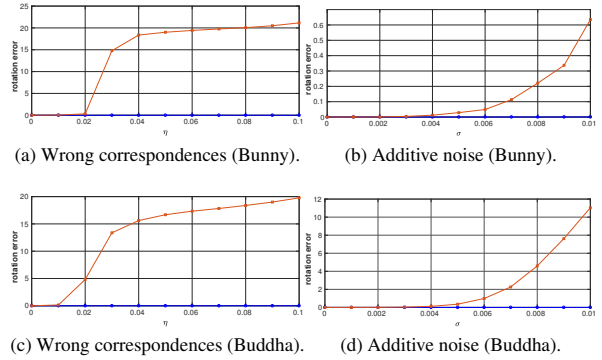 25
20
15
10
5
0
rotation error
0 0.02 0.04 0.06 0.08 0.1
η
(a) Wrong correspondences (Bunny).
0.6
0.5
0.4
0.3
0.2
0.1
0
rotation error
0 0.002 0.004 0.006 0.008 0.01
σ
(b) Additive noise (Bunny).
20
15
10
5
0
rotation error
0 0.02 0.04 0.06 0.08 0.1
η
(c) Wrong correspondences (Buddha).
12
10
8
6
4
2
0
rotation error
0 0.002 0.004 0.006 0.008 0.01
σ
(d) Additive noise (Buddha).